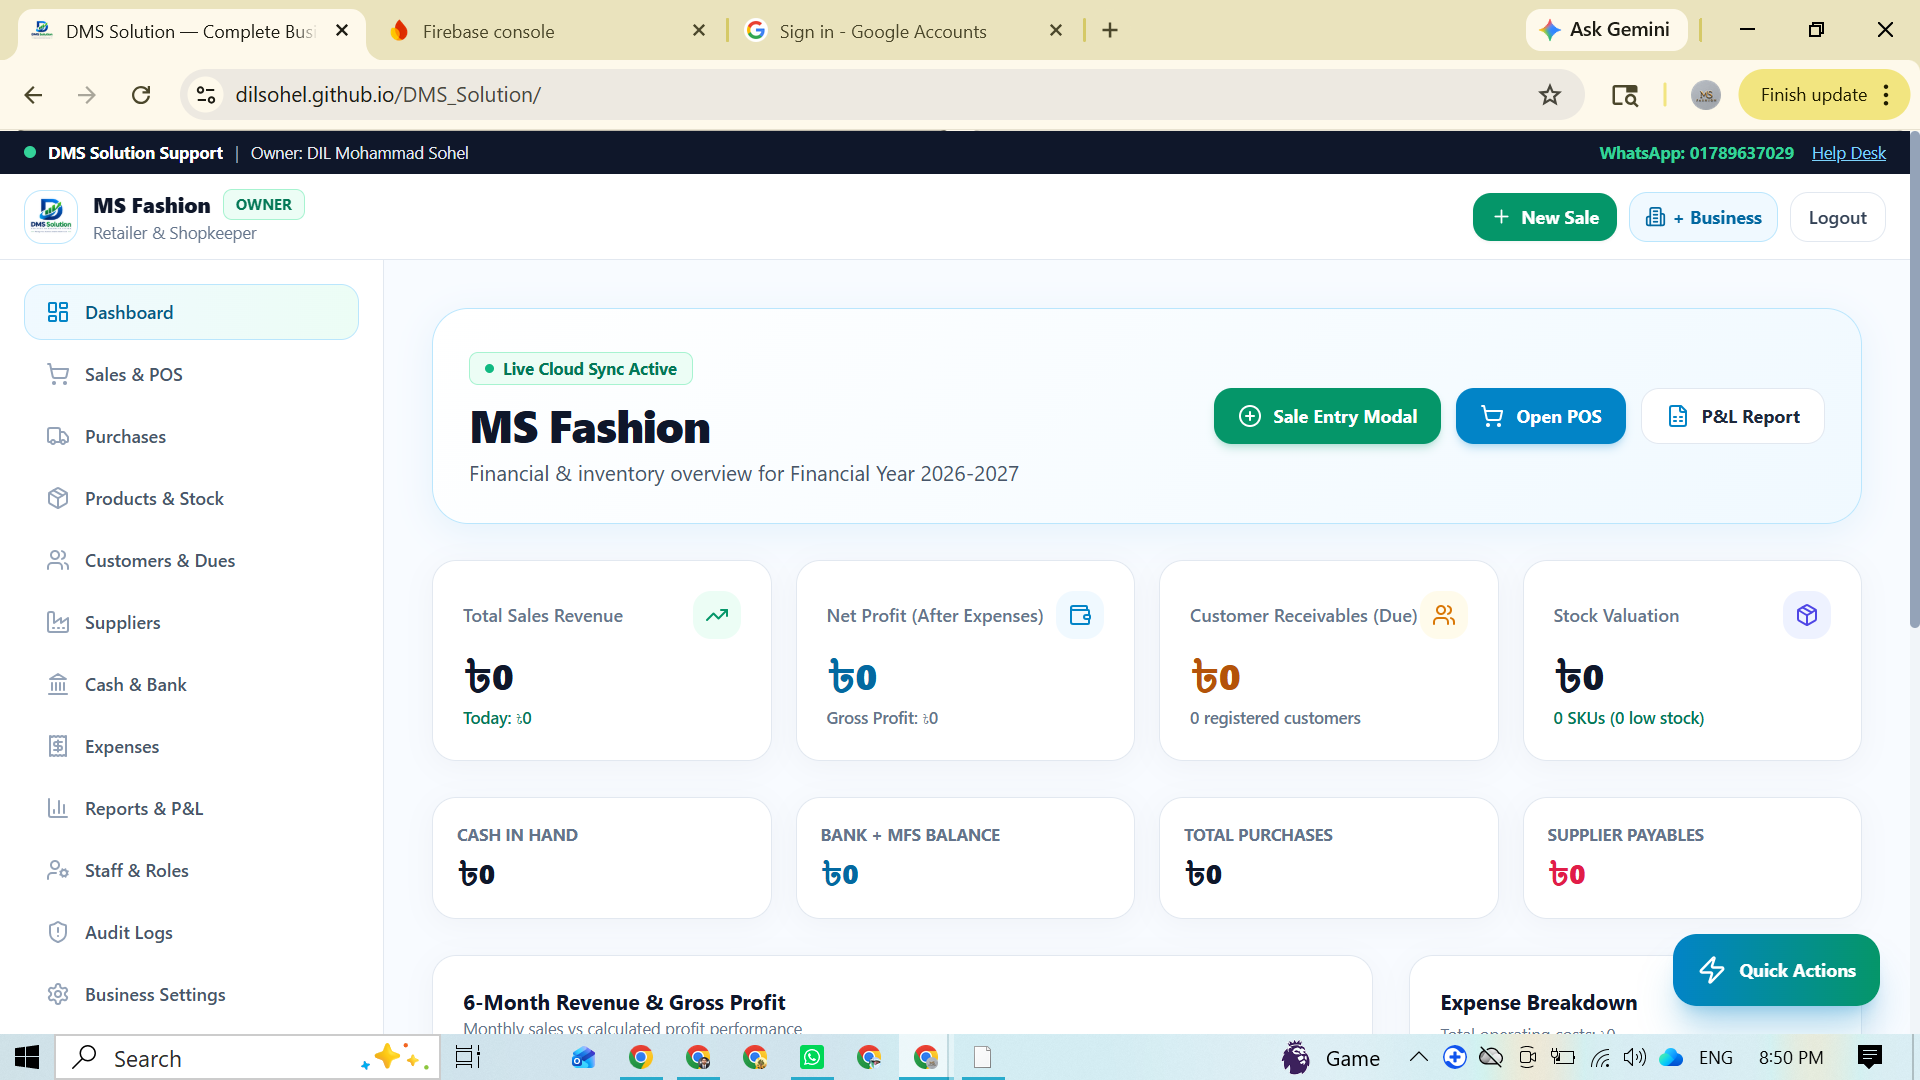 DMS Solution — Complete Busi
Firebase console
Sign in - Google Accounts
Ask Gemini
dilsohel.github.io/DMS_Solution/
Finish update
DMS Solution Support | Owner: DIL Mohammad Sohel
WhatsApp: 01789637029 Help Desk
MS Fashion OWNER
Retailer & Shopkeeper
+ New Sale
+ Business
Logout
Dashboard
Sales & POS
Purchases
Products & Stock
Customers & Dues
Suppliers
Cash & Bank
Expenses
Reports & P&L
Staff & Roles
Audit Logs
Business Settings
Live Cloud Sync Active
MS Fashion
Financial & inventory overview for Financial Year 2026-2027
Sale Entry Modal
Open POS
P&L Report
Total Sales Revenue
৳0
Today: ৳0
Net Profit (After Expenses)
৳0
Gross Profit: ৳0
Customer Receivables (Due)
৳0
0 registered customers
Stock Valuation
৳0
0 SKUs (0 low stock)
CASH IN HAND
৳0
BANK + MFS BALANCE
৳0
TOTAL PURCHASES
৳0
SUPPLIER PAYABLES
৳0
6-Month Revenue & Gross Profit
Monthly sales vs calculated profit performance
Expense Breakdown
Total operating costs: ৳0
Quick Actions
Search
Game
ENG
8:50 PM